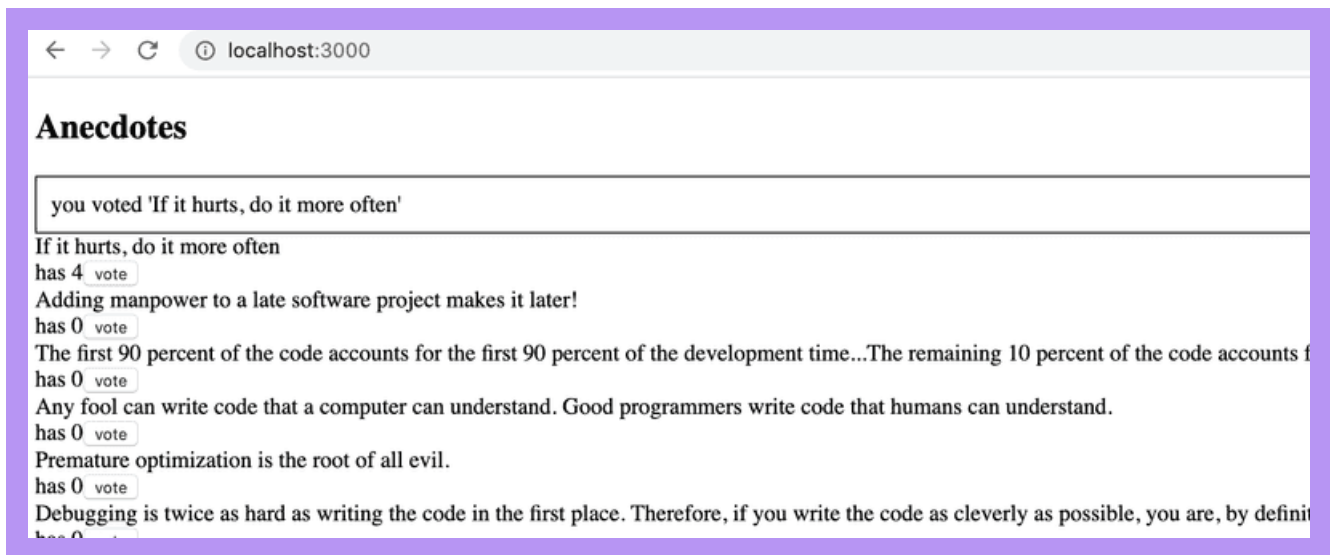 localhost:3000
Anecdotes
you voted 'If it hurts, do it more often'
If it hurts, do it more often
has 4 vote
Adding manpower to a late software project makes it later!
has 0 vote
The first 90 percent of the code accounts for the first 90 percent of the development time...The remaining 10 percent of the code accounts
has 0 vote
Any fool can write code that a computer can understand. Good programmers write code that humans can understand.
has 0 vote
Premature optimization is the root of all evil.
has 0 vote
Debugging is twice as hard as writing the code in the first place. Therefore, if you write the code as cleverly as possible, you are, by